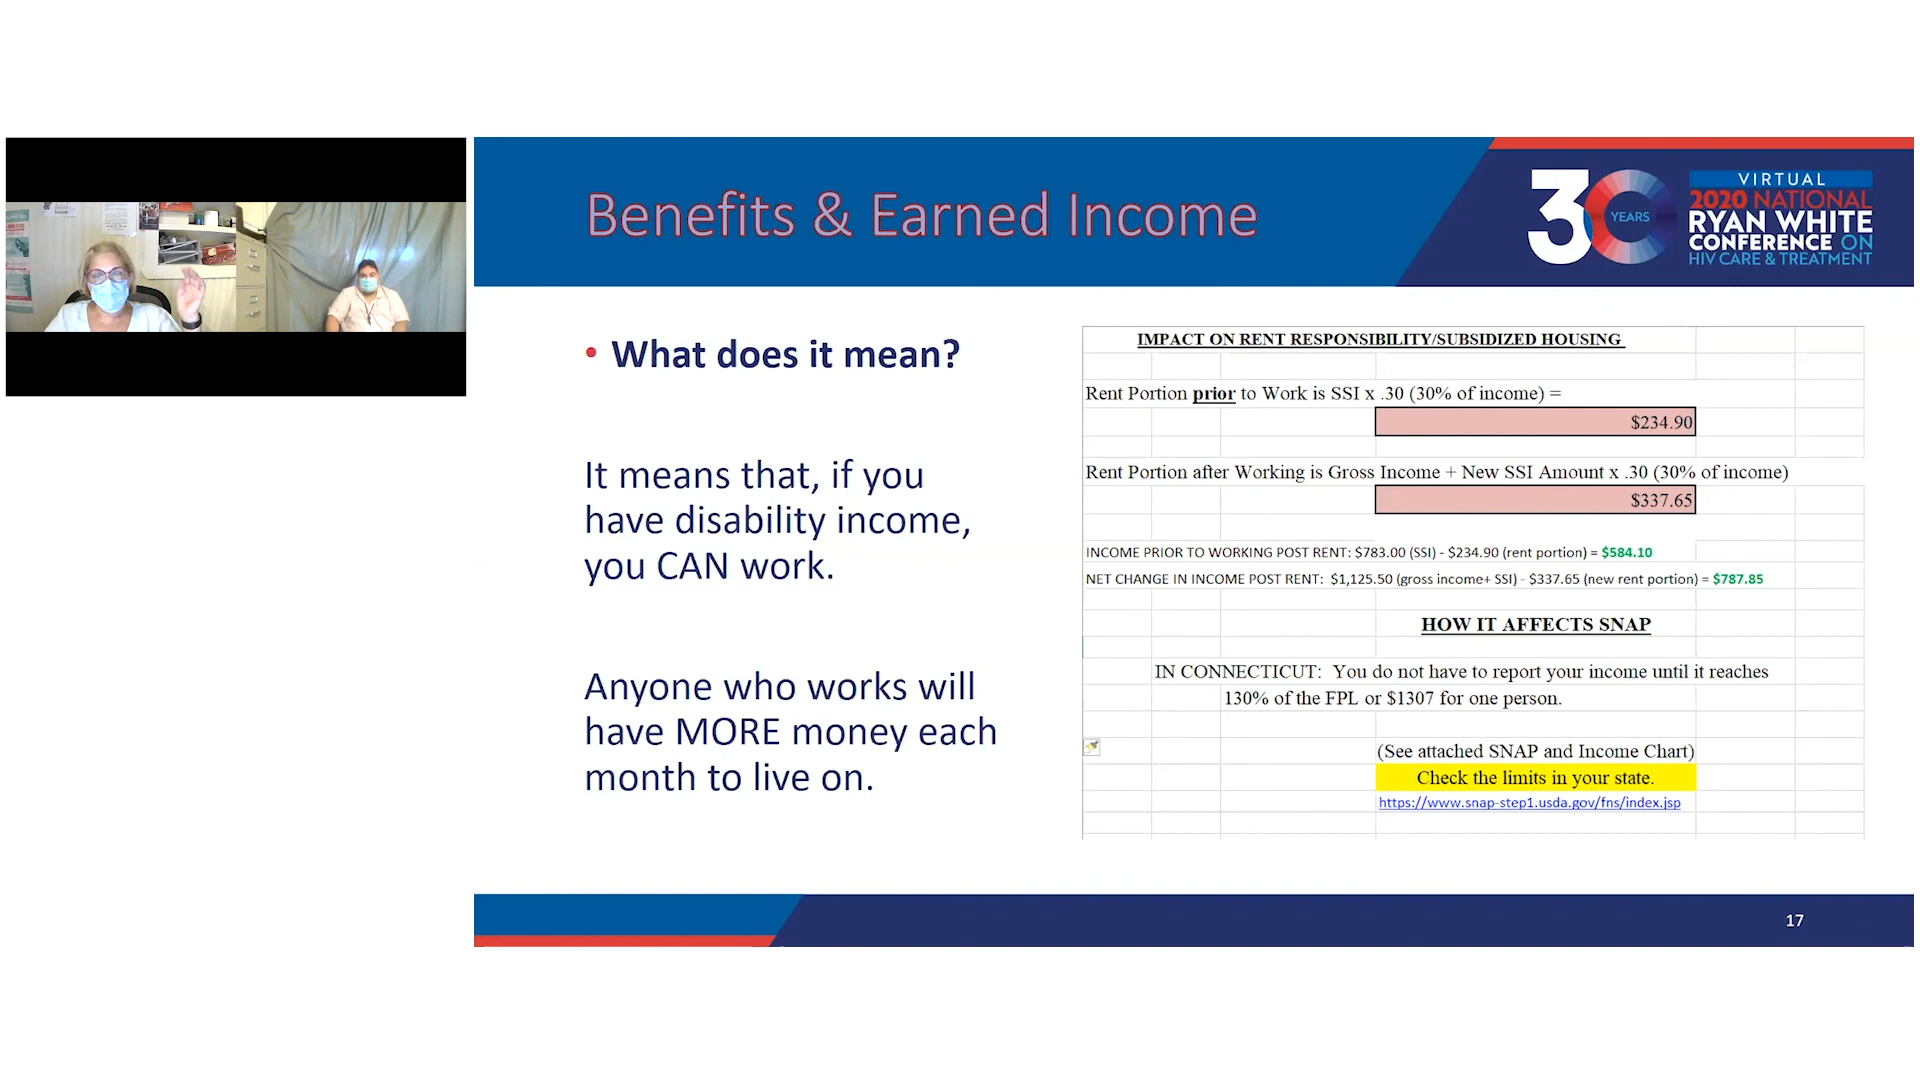 Benefits & Earned Income
30 YEARS
VIRTUAL
2020 NATIONAL
RYAN WHITE
CONFERENCE ON
HIV CARE & TREATMENT
• What does it mean?
It means that, if you
have disability income,
you CAN work.
Anyone who works will
have MORE money each
month to live on.
IMPACT ON RENT RESPONSIBILITY/SUBSIDIZED HOUSING
Rent Portion prior to Work is SSI x .30 (30% of income) =
$234.90
Rent Portion after Working is Gross Income + New SSI Amount x .30 (30% of income)
$337.65
INCOME PRIOR TO WORKING POST RENT: $783.00 (SSI) - $234.90 (rent portion) = $584.10
NET CHANGE IN INCOME POST RENT: $1,125.50 (gross income+ SSI) - $337.65 (new rent portion) = $787.85
HOW IT AFFECTS SNAP
IN CONNECTICUT: You do not have to report your income until it reaches
130% of the FPL or $1307 for one person.
(See attached SNAP and Income Chart)
Check the limits in your state.
https://www.snap-step1.usda.gov/fns/index.jsp
17